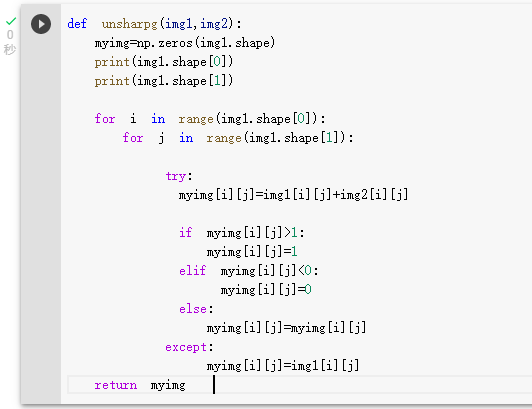 0
秒
def unsharpg(img1,img2):
myimg=np.zeros(img1.shape)
print(img1.shape[0])
print(img1.shape[1])
for i in range(img1.shape[0]):
for j in range(img1.shape[1]):
try:
myimg[i][j]=img1[i][j]+img2[i][j]
if myimg[i][j]>1:
myimg[i][j]=1
elif myimg[i][j]<0:
myimg[i][j]=0
else:
myimg[i][j]=myimg[i][j]
except:
myimg[i][j]=img1[i][j]
return myimg